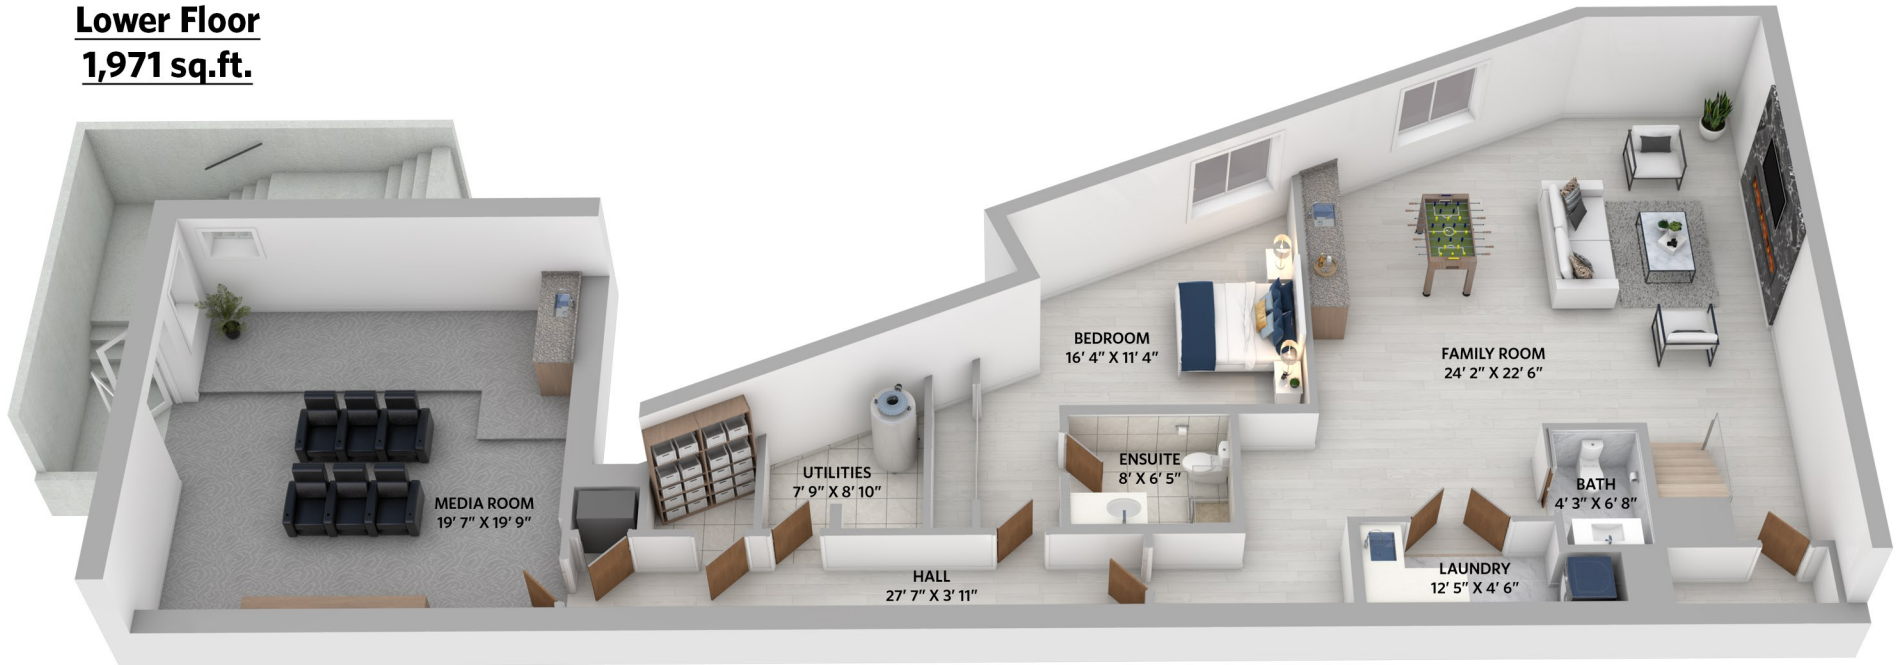 Lower Floor
1,971 sq.ft.
BEDROOM
16' 4" X 11' 4"
FAMILY ROOM
24' 2" X 22' 6"
ENSUITE
8' X 6' 5"
UTILITIES
7' 9" X 8' 10"
BATH
4' 3" X 6' 8"
MEDIA ROOM
19' 7" X 19' 9"
LAUNDRY
12' 5" X 4' 6"
HALL
27' 7" X 3' 11"